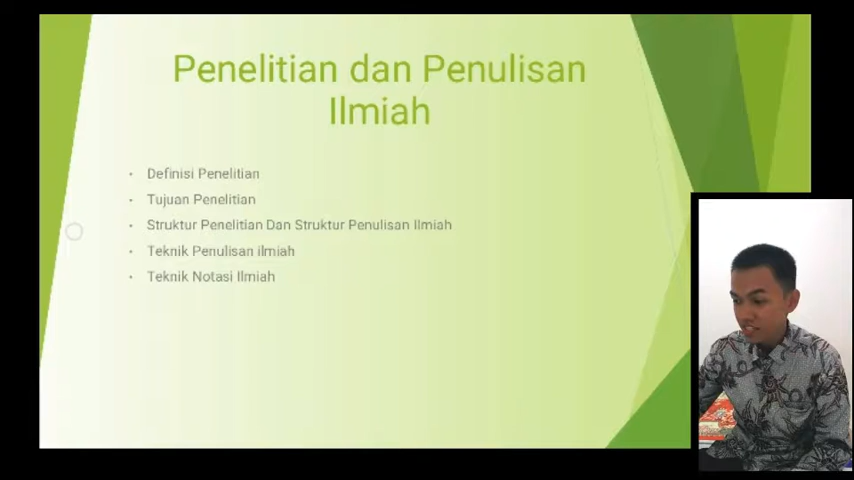 Penelitian dan Penulisan
Ilmiah
Definisi Penelitian
Tujuan Penelitian
Struktur Penelitian Dan Struktur Penulisan Ilmiah
Teknik Penulisan ilmiah
Teknik Notasi Ilmiah